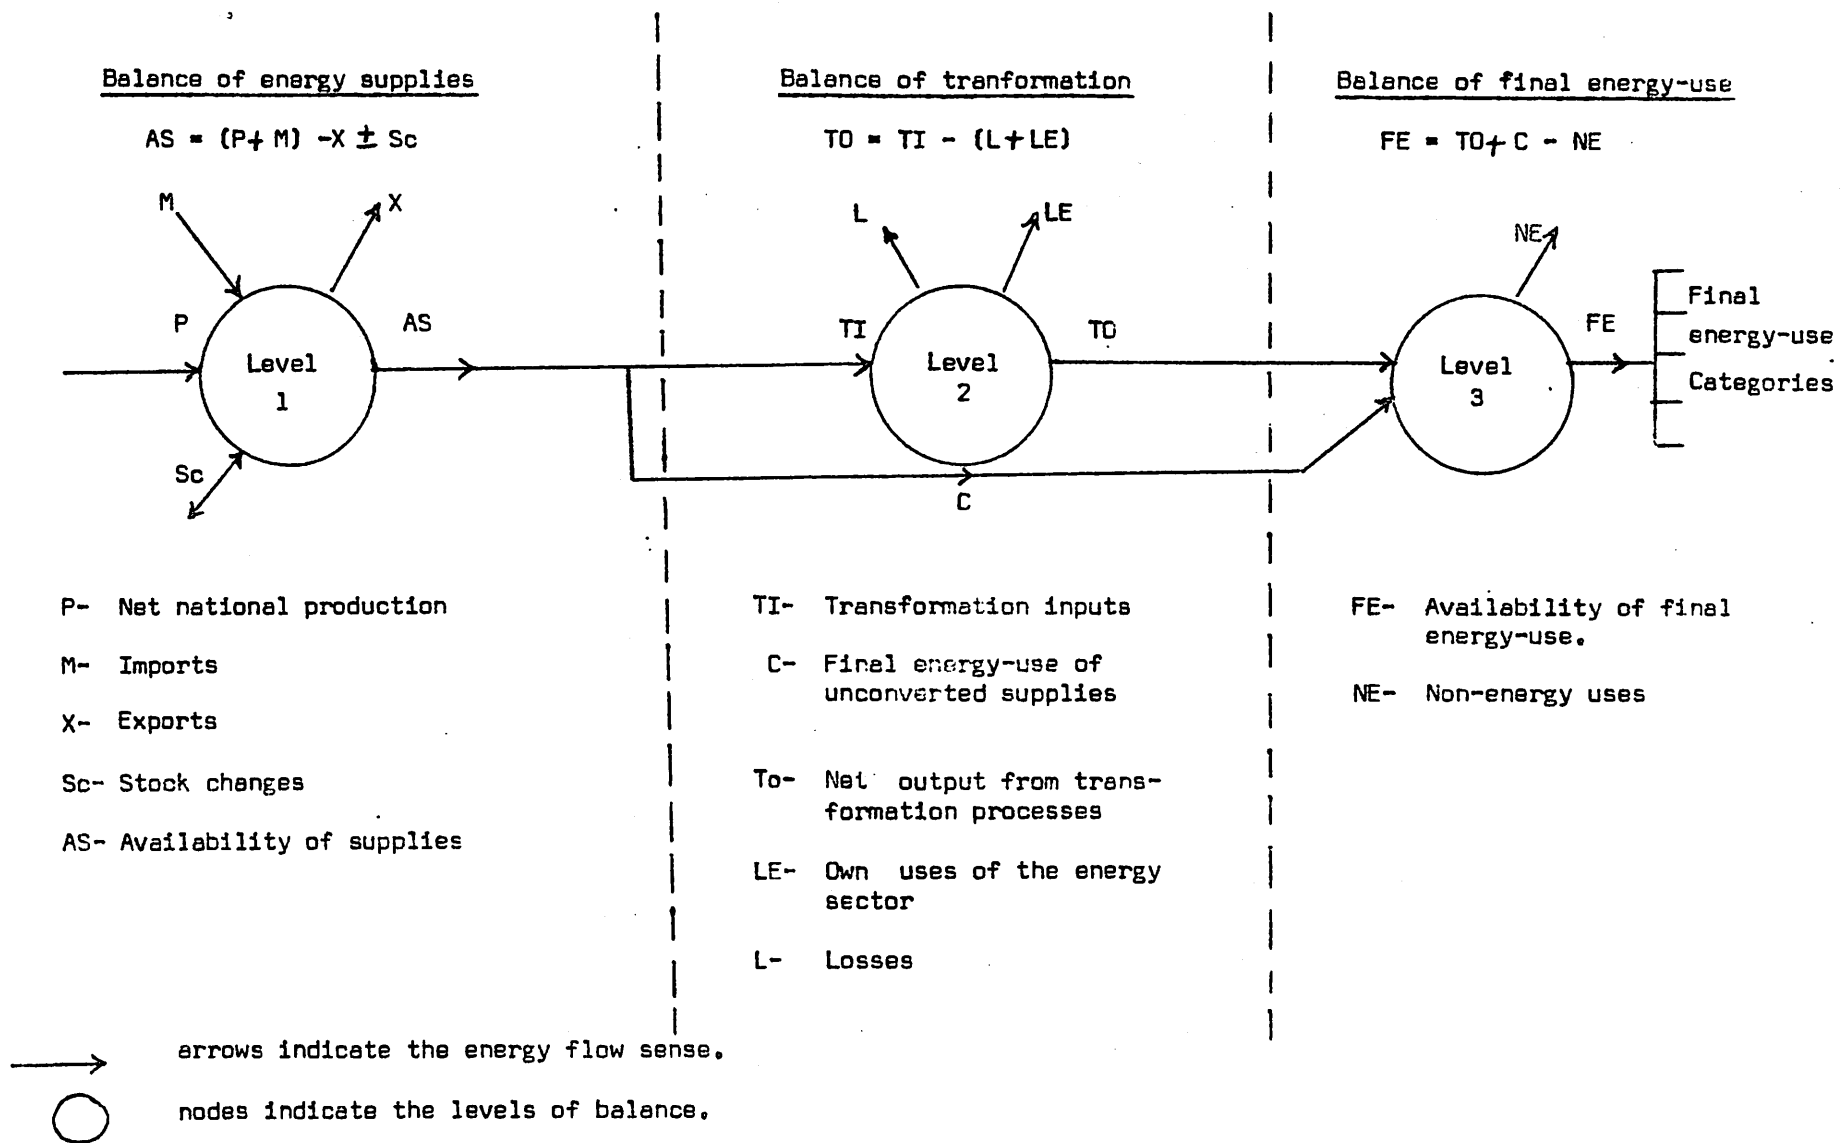 Balance of energy supplies
AS = (P+ M) -X ± Sc
M
X
P
AS
Level
1
Sc
P- Net national production
M- Imports
X- Exports
Sc- Stock changes
AS- Availability of supplies
Balance of tranformation
TO = TI - (L+LE)
L
LE
TI
TO
Level
2
C
TI- Transformation inputs
C- Final energy-use of
unconverted supplies
To- Net output from trans-
formation processes
LE- Own uses of the energy
sector
L- Losses
Balance of final energy-use
FE = TO+ C - NE
NE
FE
Level
3
Final
energy-use
Categories
FE- Availability of final
energy-use.
NE- Non-energy uses
arrows indicate the energy flow sense.
nodes indicate the levels of balance.